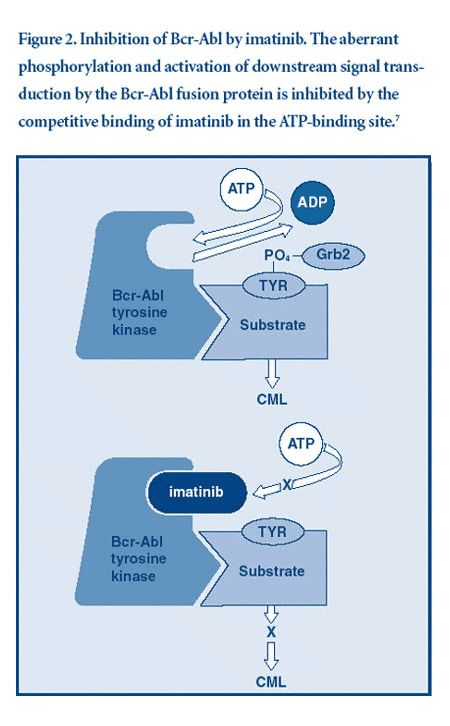 Figure 2. Inhibition of Bcr-Abl by imatinib. The aberrant
phosphorylation and activation of downstream signal trans-
duction by the Bcr-Abl fusion protein is inhibited by the
competitive binding of imatinib in the ATP-binding site.⁷
ATP
ADP
PO₄
Grb2
TYR
Bcr-Abl
tyrosine
kinase
Substrate
CML
ATP
X
imatinib
TYR
Bcr-Abl
tyrosine
kinase
Substrate
X
CML